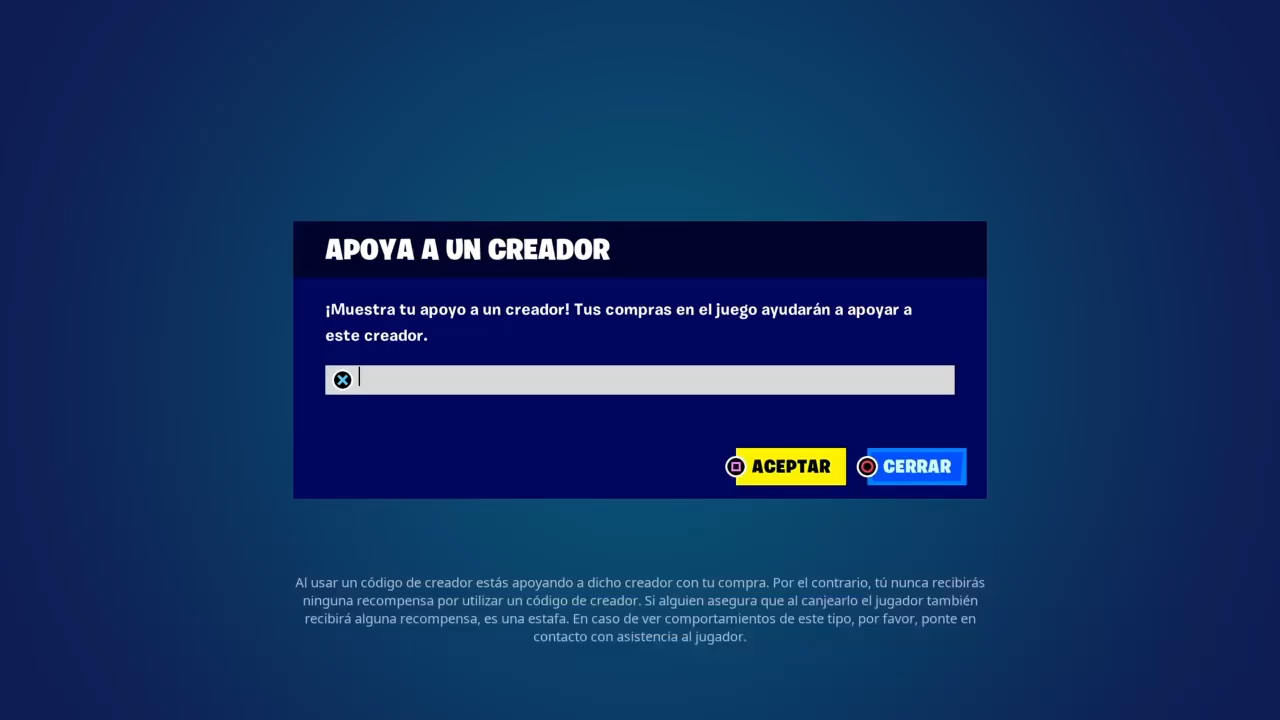 APOYA A UN CREADOR
¡Muestra tu apoyo a un creador! Tus compras en el juego ayudarán a apoyar a
este creador.
ACEPTAR
CERRAR
Al usar un código de creador estás apoyando a dicho creador con tu compra. Por el contrario, tú nunca recibirás
ninguna recompensa por utilizar un código de creador. Si alguien asegura que al canjearlo el jugador también
recibirá alguna recompensa, es una estafa. En caso de ver comportamientos de este tipo, por favor, ponte en
contacto con asistencia al jugador.